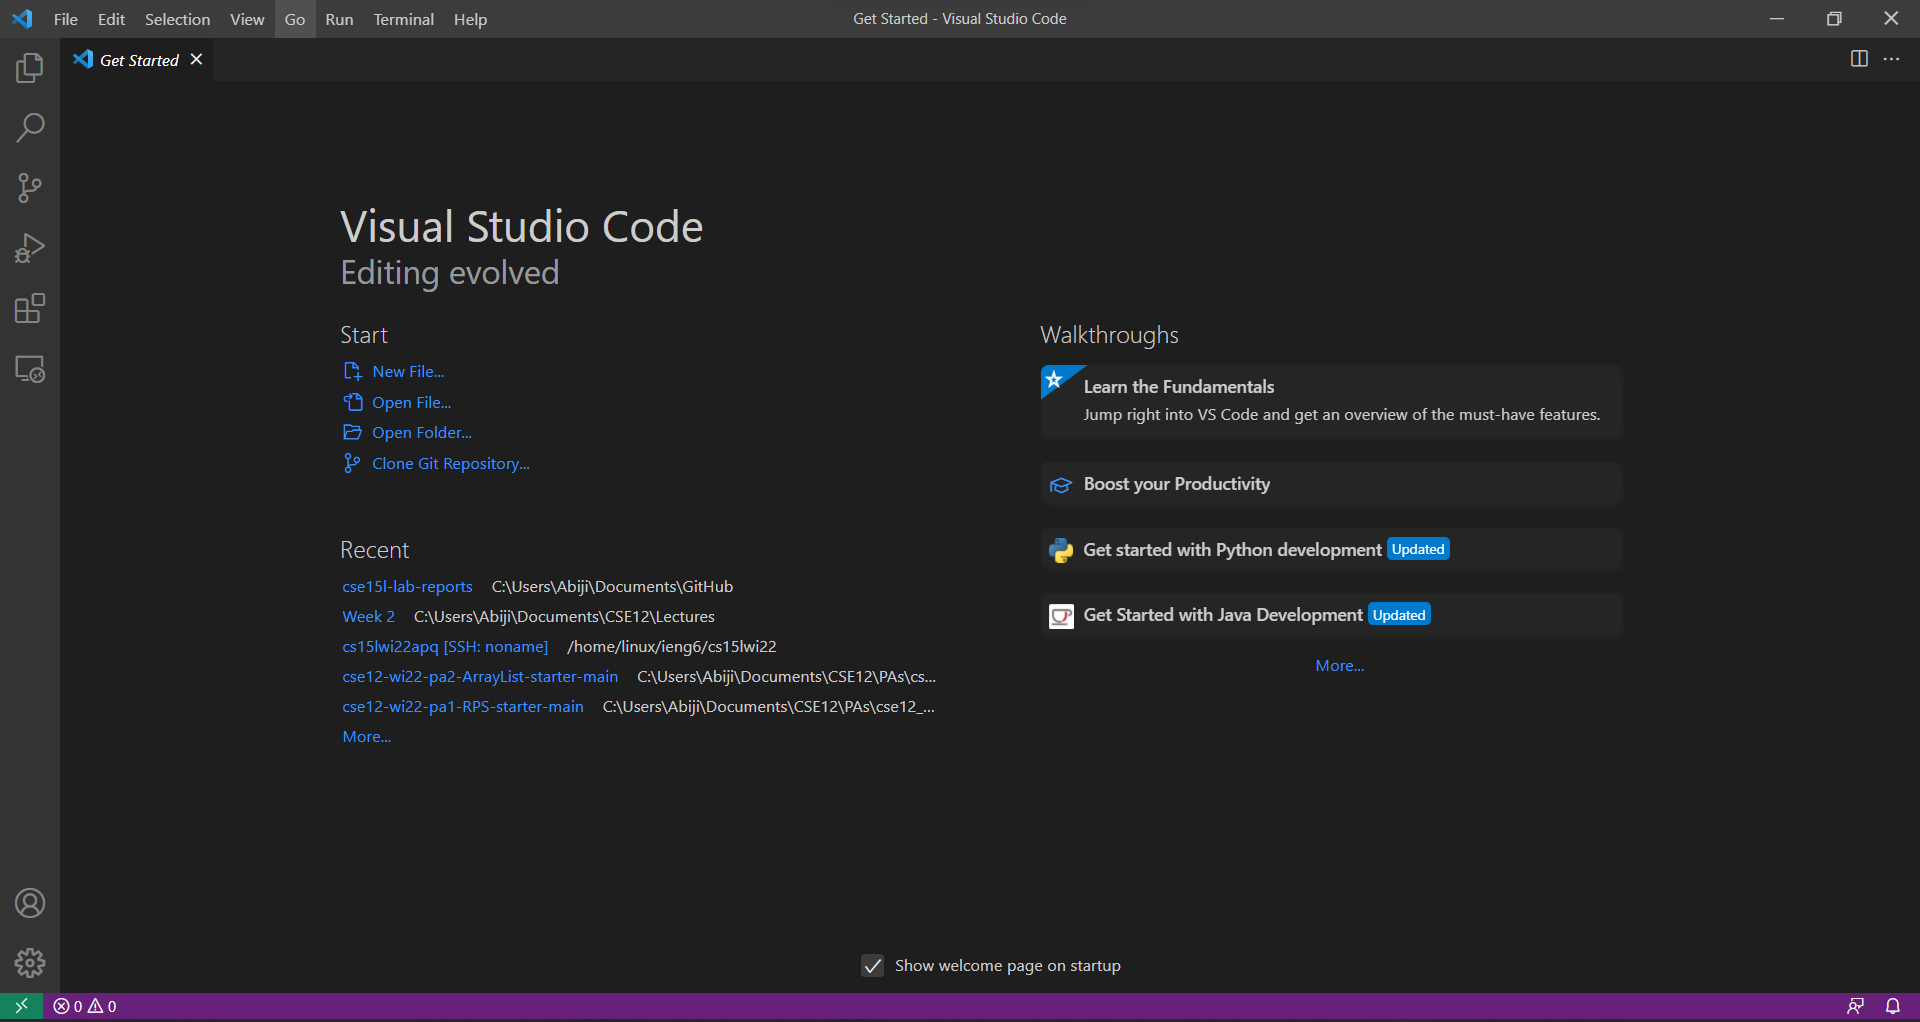 File Edit Selection View Go Run Terminal Help
Get Started - Visual Studio Code
Get Started
Visual Studio Code
Editing evolved
Start
New File...
Open File...
Open Folder...
Clone Git Repository...
Recent
cse15l-lab-reports C:\Users\Abiji\Documents\GitHub
Week 2 C:\Users\Abiji\Documents\CSE12\Lectures
cs15lwi22apq [SSH: noname] /home/linux/ieng6/cs15lwi22
cse12-wi22-pa2-ArrayList-starter-main C:\Users\Abiji\Documents\CSE12\PAs\cs...
cse12-wi22-pa1-RPS-starter-main C:\Users\Abiji\Documents\CSE12\PAs\cse12_...
More...
Walkthroughs
Learn the Fundamentals
Jump right into VS Code and get an overview of the must-have features.
Boost your Productivity
Get started with Python development Updated
Get Started with Java Development Updated
More...
Show welcome page on startup
0 0